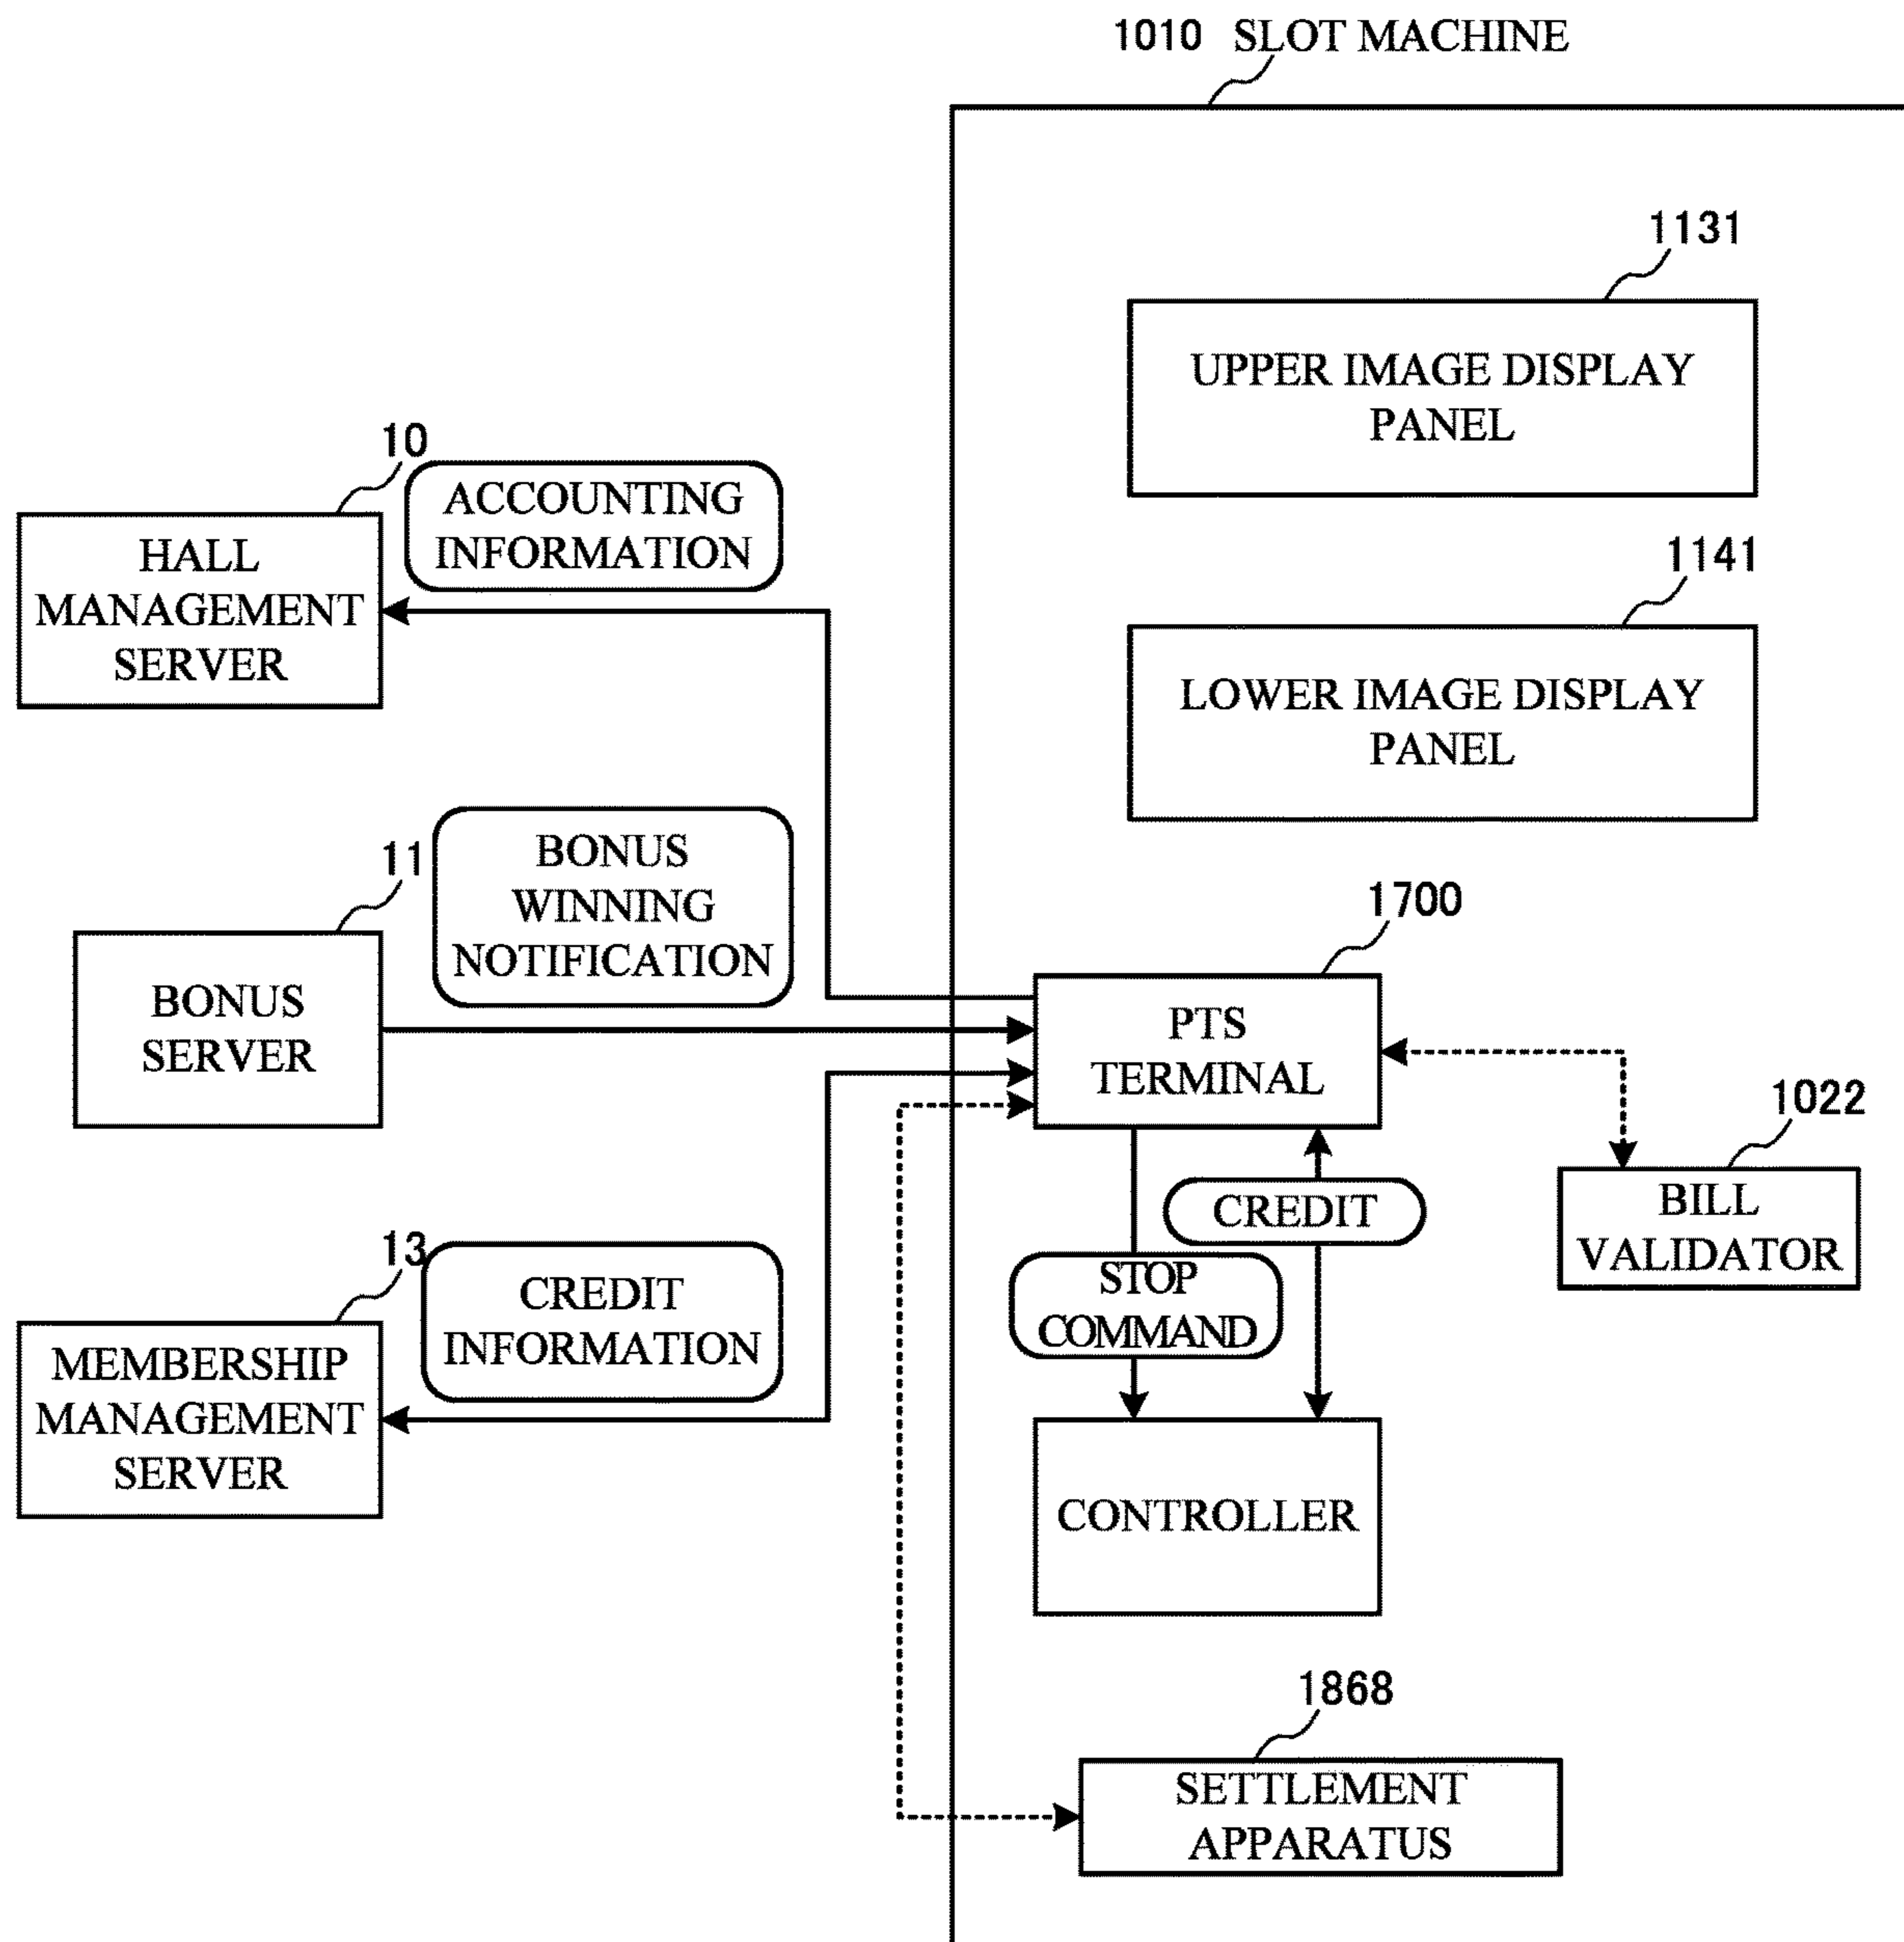 1010 SLOT MACHINE
1131
UPPER IMAGE DISPLAY
PANEL
1141
LOWER IMAGE DISPLAY
PANEL
10
HALL
MANAGEMENT
SERVER
ACCOUNTING
INFORMATION
11
BONUS
SERVER
BONUS
WINNING
NOTIFICATION
13
MEMBERSHIP
MANAGEMENT
SERVER
CREDIT
INFORMATION
1700
PTS
TERMINAL
1022
BILL
VALIDATOR
CREDIT
STOP
COMMAND
CONTROLLER
1868
SETTLEMENT
APPARATUS